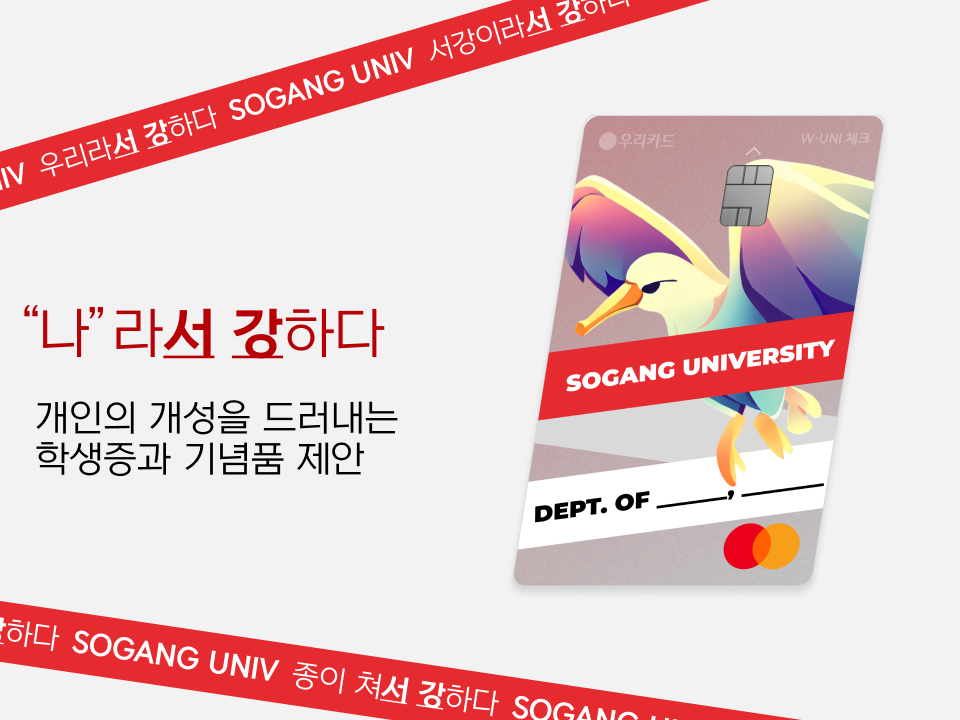 서강이라서 강하다
IV 우리라서 강하다 SOGANG UNIV
우리카드
W-UNI 체크
“나” 라서 강하다
SOGANG UNIVERSITY
개인의 개성을 드러내는
학생증과 기념품 제안
DEPT. OF ______, ______
강하다 SOGANG UNIV 종이 쳐서 강하다 SOGANG UNIV